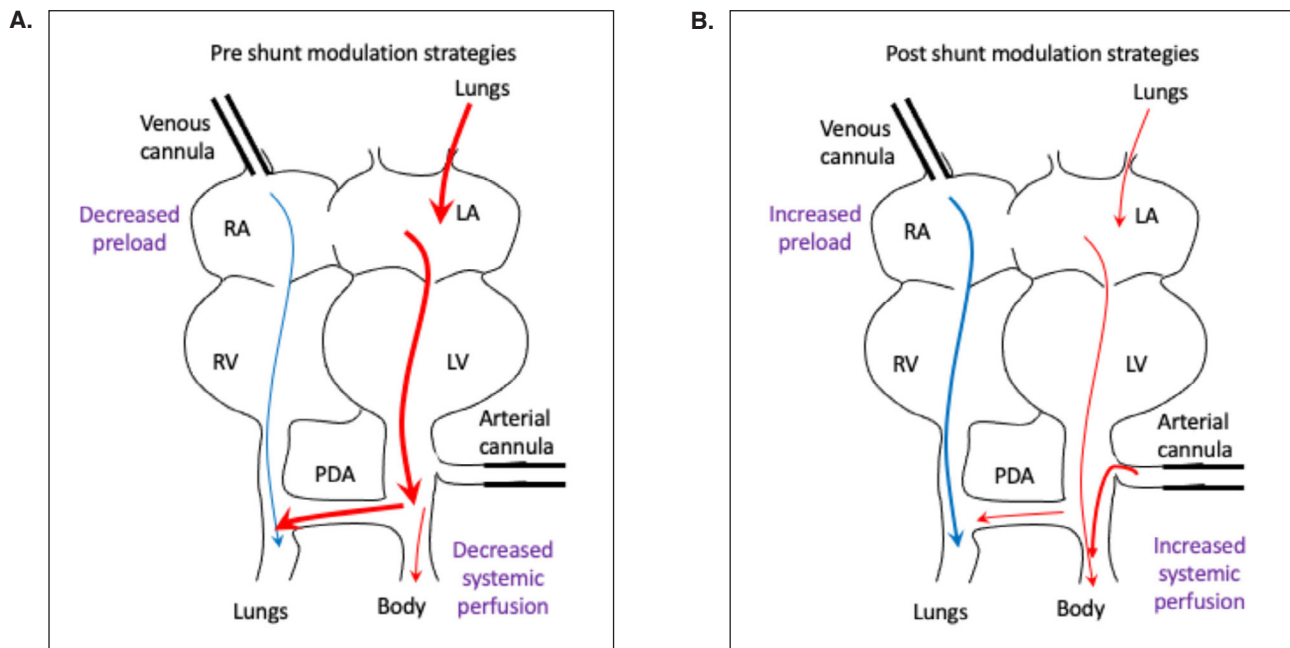 A.
Pre shunt modulation strategies
Lungs
Venous
cannula
Decreased
preload
RA
LA
RV
LV
Arterial
cannula
PDA
Decreased
systemic
perfusion
Lungs
Body
B.
Post shunt modulation strategies
Lungs
Venous
cannula
Increased
preload
RA
LA
RV
LV
Arterial
cannula
PDA
Increased
systemic
perfusion
Lungs
Body